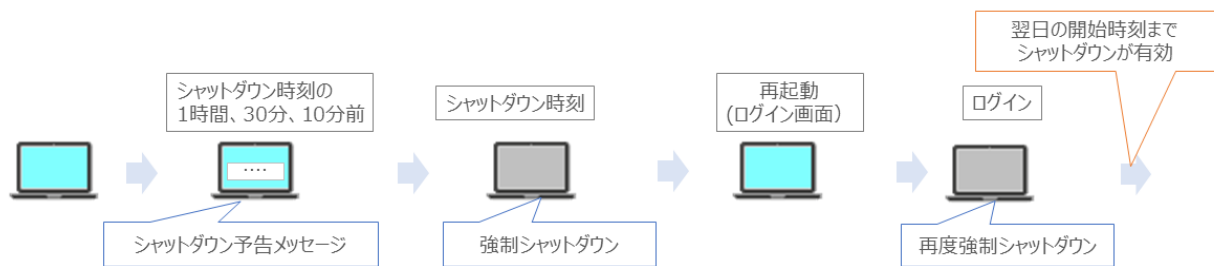 翌日の開始時刻まで
シャットダウンが有効
シャットダウン時刻の
1時間、30分、10分前
シャットダウン時刻
再起動
(ログイン画面)
ログイン
....
シャットダウン予告メッセージ
強制シャットダウン
再度強制シャットダウン